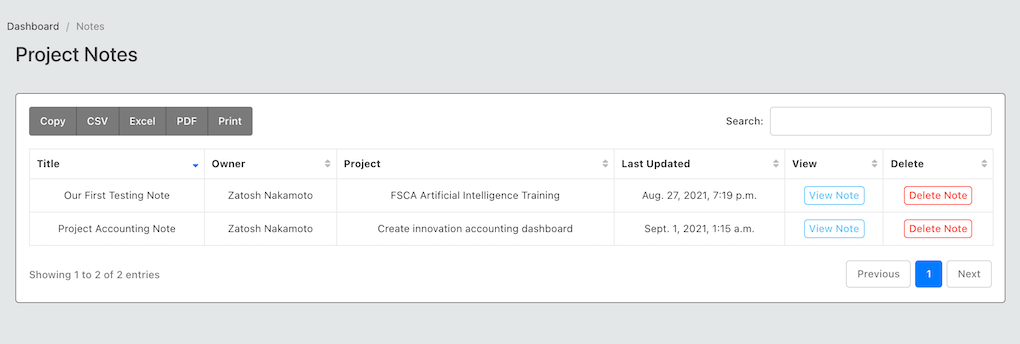 Dashboard / Notes
Project Notes
Copy CSV Excel PDF Print Search:
Title Owner Project Last Updated View Delete
Our First Testing Note Zatosh Nakamoto FSCA Artificial Intelligence Training Aug. 27, 2021, 7:19 p.m. View Note Delete Note
Project Accounting Note Zatosh Nakamoto Create innovation accounting dashboard Sept. 1, 2021, 1:15 a.m. View Note Delete Note
Showing 1 to 2 of 2 entries Previous 1 Next